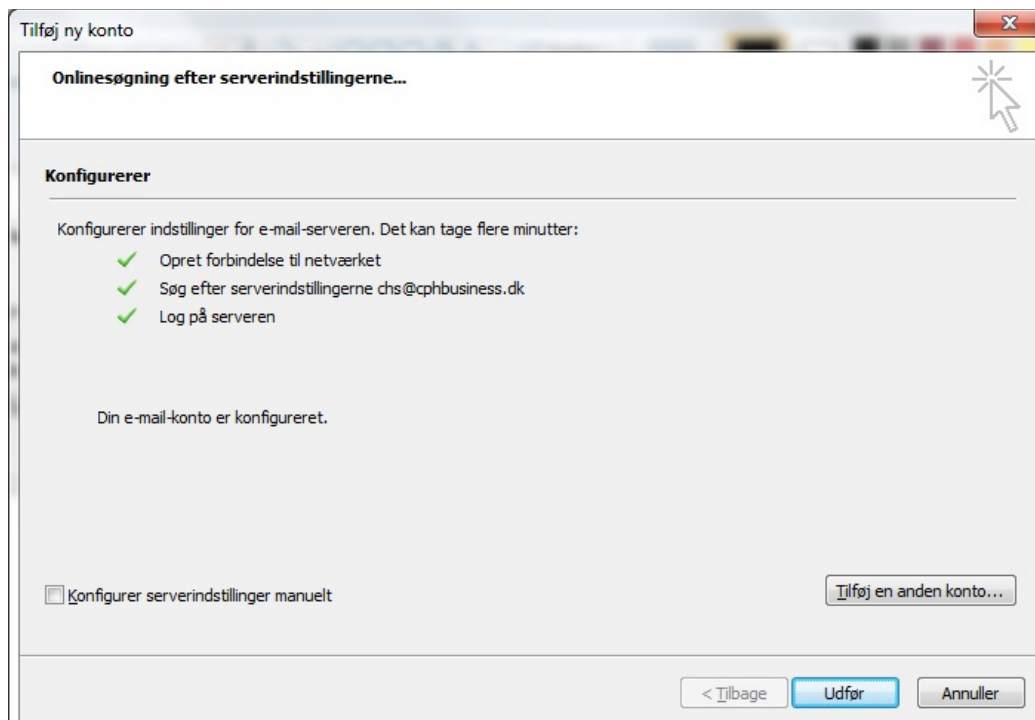 Tilføj ny konto
Onlinesøgning efter serverindstillingerne...
Konfigurerer
Konfigurerer indstillinger for e-mail-serveren. Det kan tage flere minutter:
Opret forbindelse til netværket
Søg efter serverindstillingerne chs@cphbusiness.dk
Log på serveren
Din e-mail-konto er konfigureret.
Konfigurer serverindstillinger manuelt
Tilføj en anden konto...
< Tilbage
Udfør
Annuller